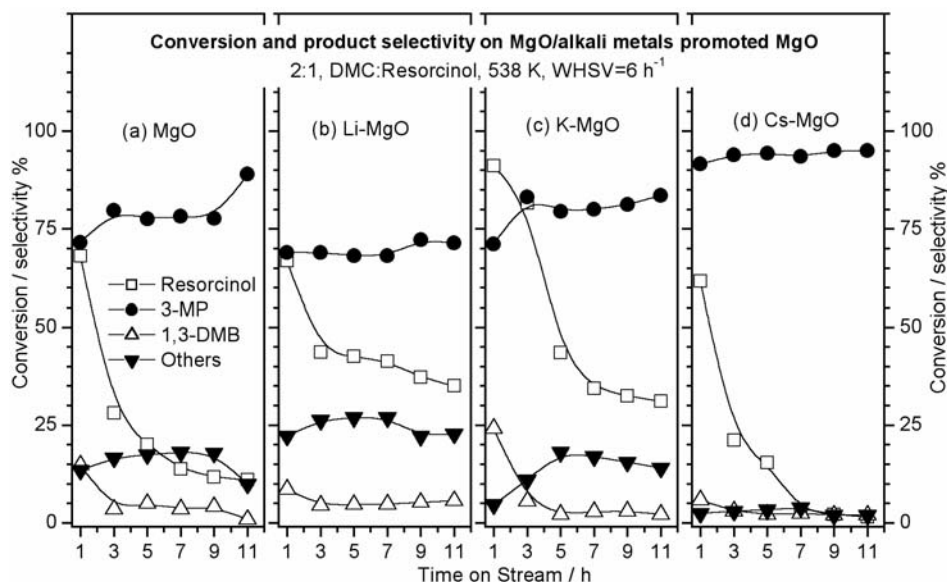 Conversion and product selectivity on MgO/alkali metals promoted MgO
2:1, DMC:Resorcinol, 538 K, WHSV=6 h⁻¹
(a) MgO
(b) Li-MgO
(c) K-MgO
(d) Cs-MgO
Resorcinol
3-MP
1,3-DMB
Others
Conversion / selectivity %
100
75
50
25
0
100
75
50
25
0
Conversion / selectivity %
1 3 5 7 9 11 1 3 5 7 9 11 1 3 5 7 9 11 1 3 5 7 9 11
Time on Stream / h